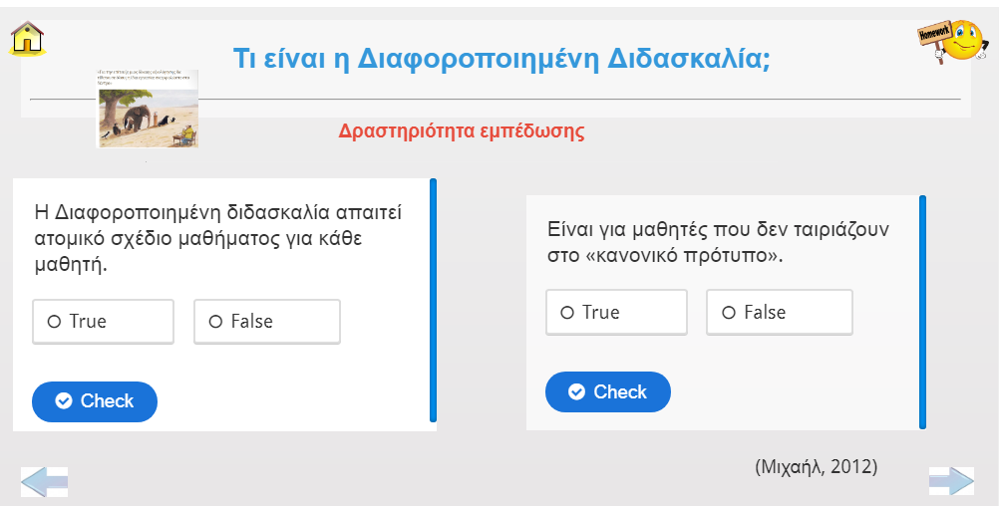 Homework
Τι είναι η Διαφοροποιημένη Διδασκαλία;
Δραστηριότητα εμπέδωσης
Η Διαφοροποιημένη διδασκαλία απαιτεί
ατομικό σχέδιο μαθήματος για κάθε
μαθητή.
True
False
Check
Είναι για μαθητές που δεν ταιριάζουν
στο «κανονικό πρότυπο».
True
False
Check
(Μιχαήλ, 2012)